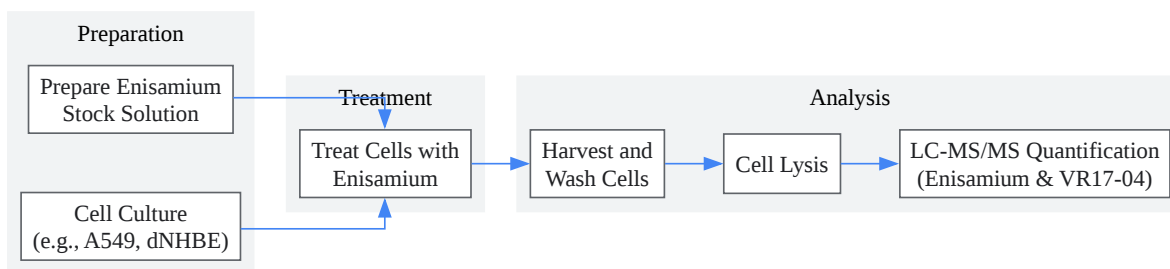 Preparation
Prepare Enisamium
Stock Solution
Cell Culture
(e.g., A549, dNHBE)
Treatment
Treat Cells with
Enisamium
Analysis
Harvest and
Wash Cells
Cell Lysis
LC-MS/MS Quantification
(Enisamium & VR17-04)